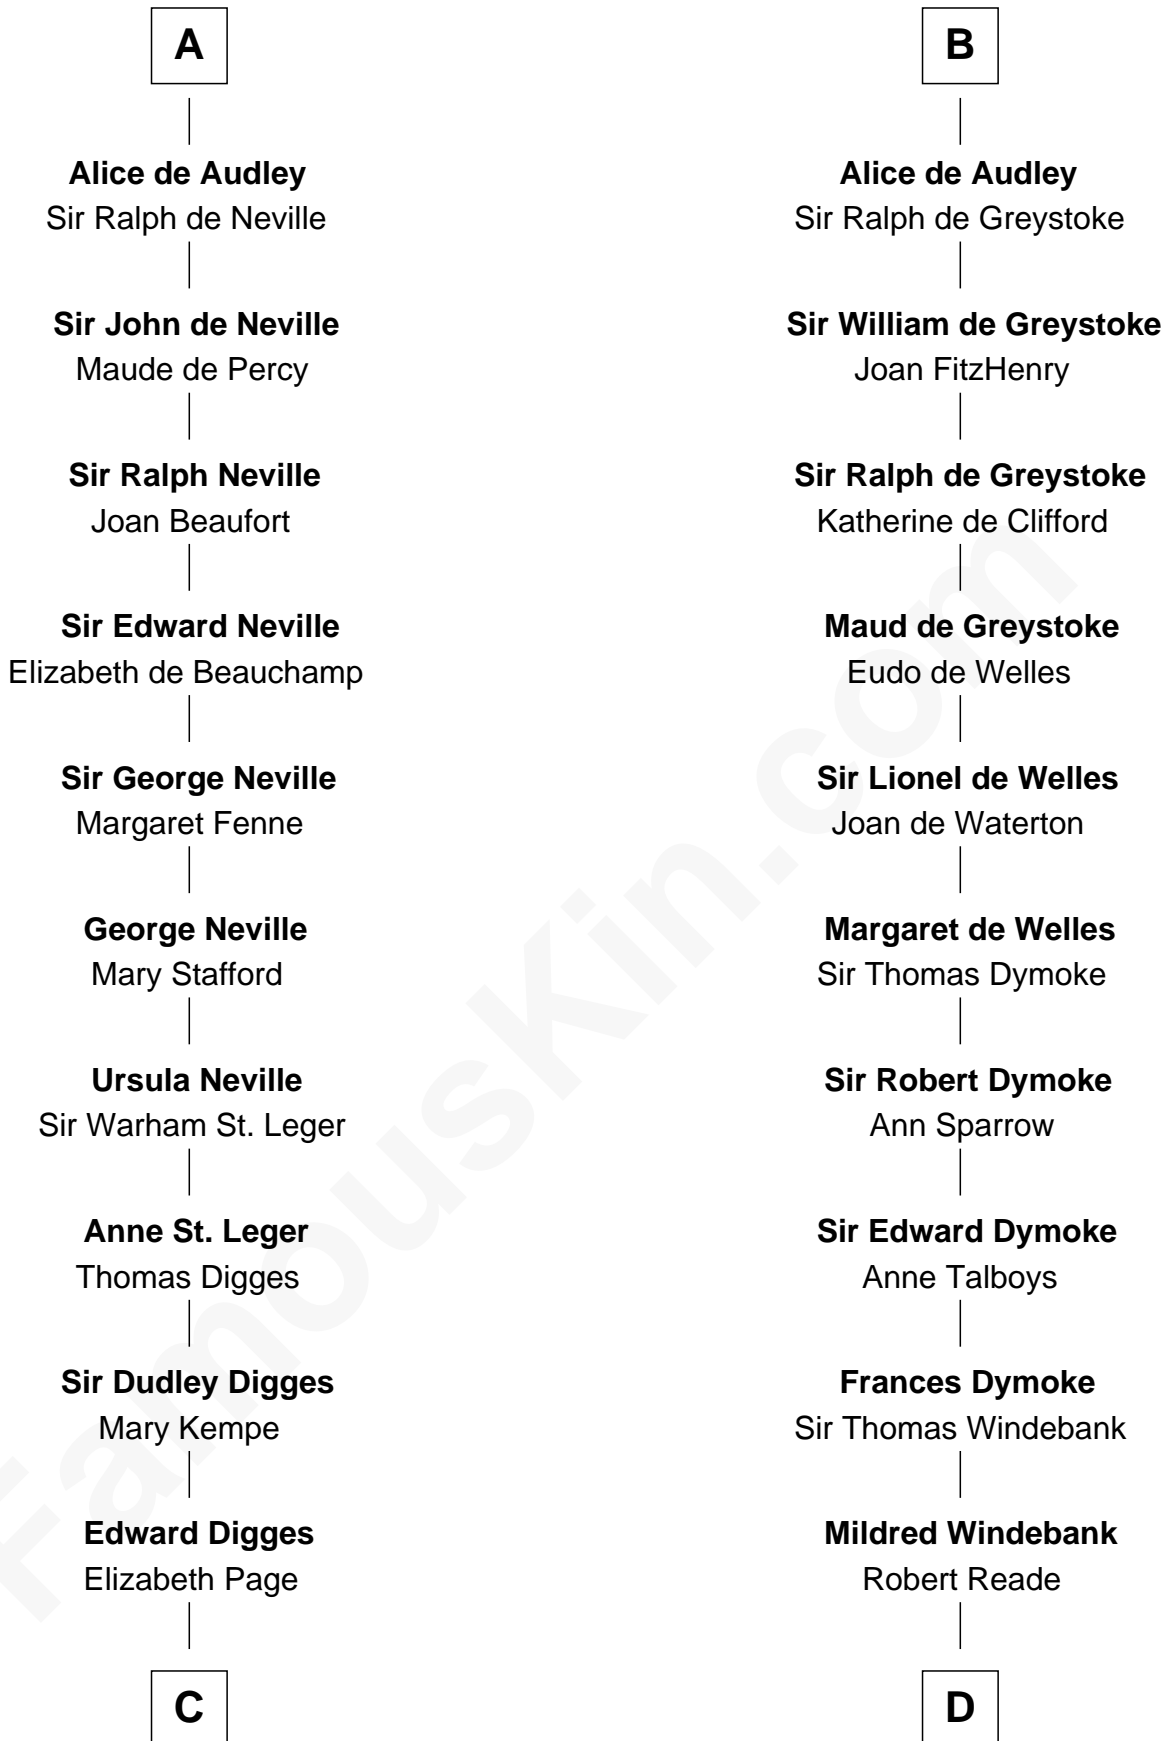 A
Alice de Audley
Sir Ralph de Neville
Sir John de Neville
Maude de Percy
Sir Ralph Neville
Joan Beaufort
Sir Edward Neville
Elizabeth de Beauchamp
Sir George Neville
Margaret Fenne
George Neville
Mary Stafford
Ursula Neville
Sir Warham St. Leger
Anne St. Leger
Thomas Digges
Sir Dudley Digges
Mary Kempe
Edward Digges
Elizabeth Page
C
B
Alice de Audley
Sir Ralph de Greystoke
Sir William de Greystoke
Joan FitzHenry
Sir Ralph de Greystoke
Katherine de Clifford
Maud de Greystoke
Eudo de Welles
Sir Lionel de Welles
Joan de Waterton
Margaret de Welles
Sir Thomas Dymoke
Sir Robert Dymoke
Ann Sparrow
Sir Edward Dymoke
Anne Talboys
Frances Dymoke
Sir Thomas Windebank
Mildred Windebank
Robert Reade
D
FamousKin.com